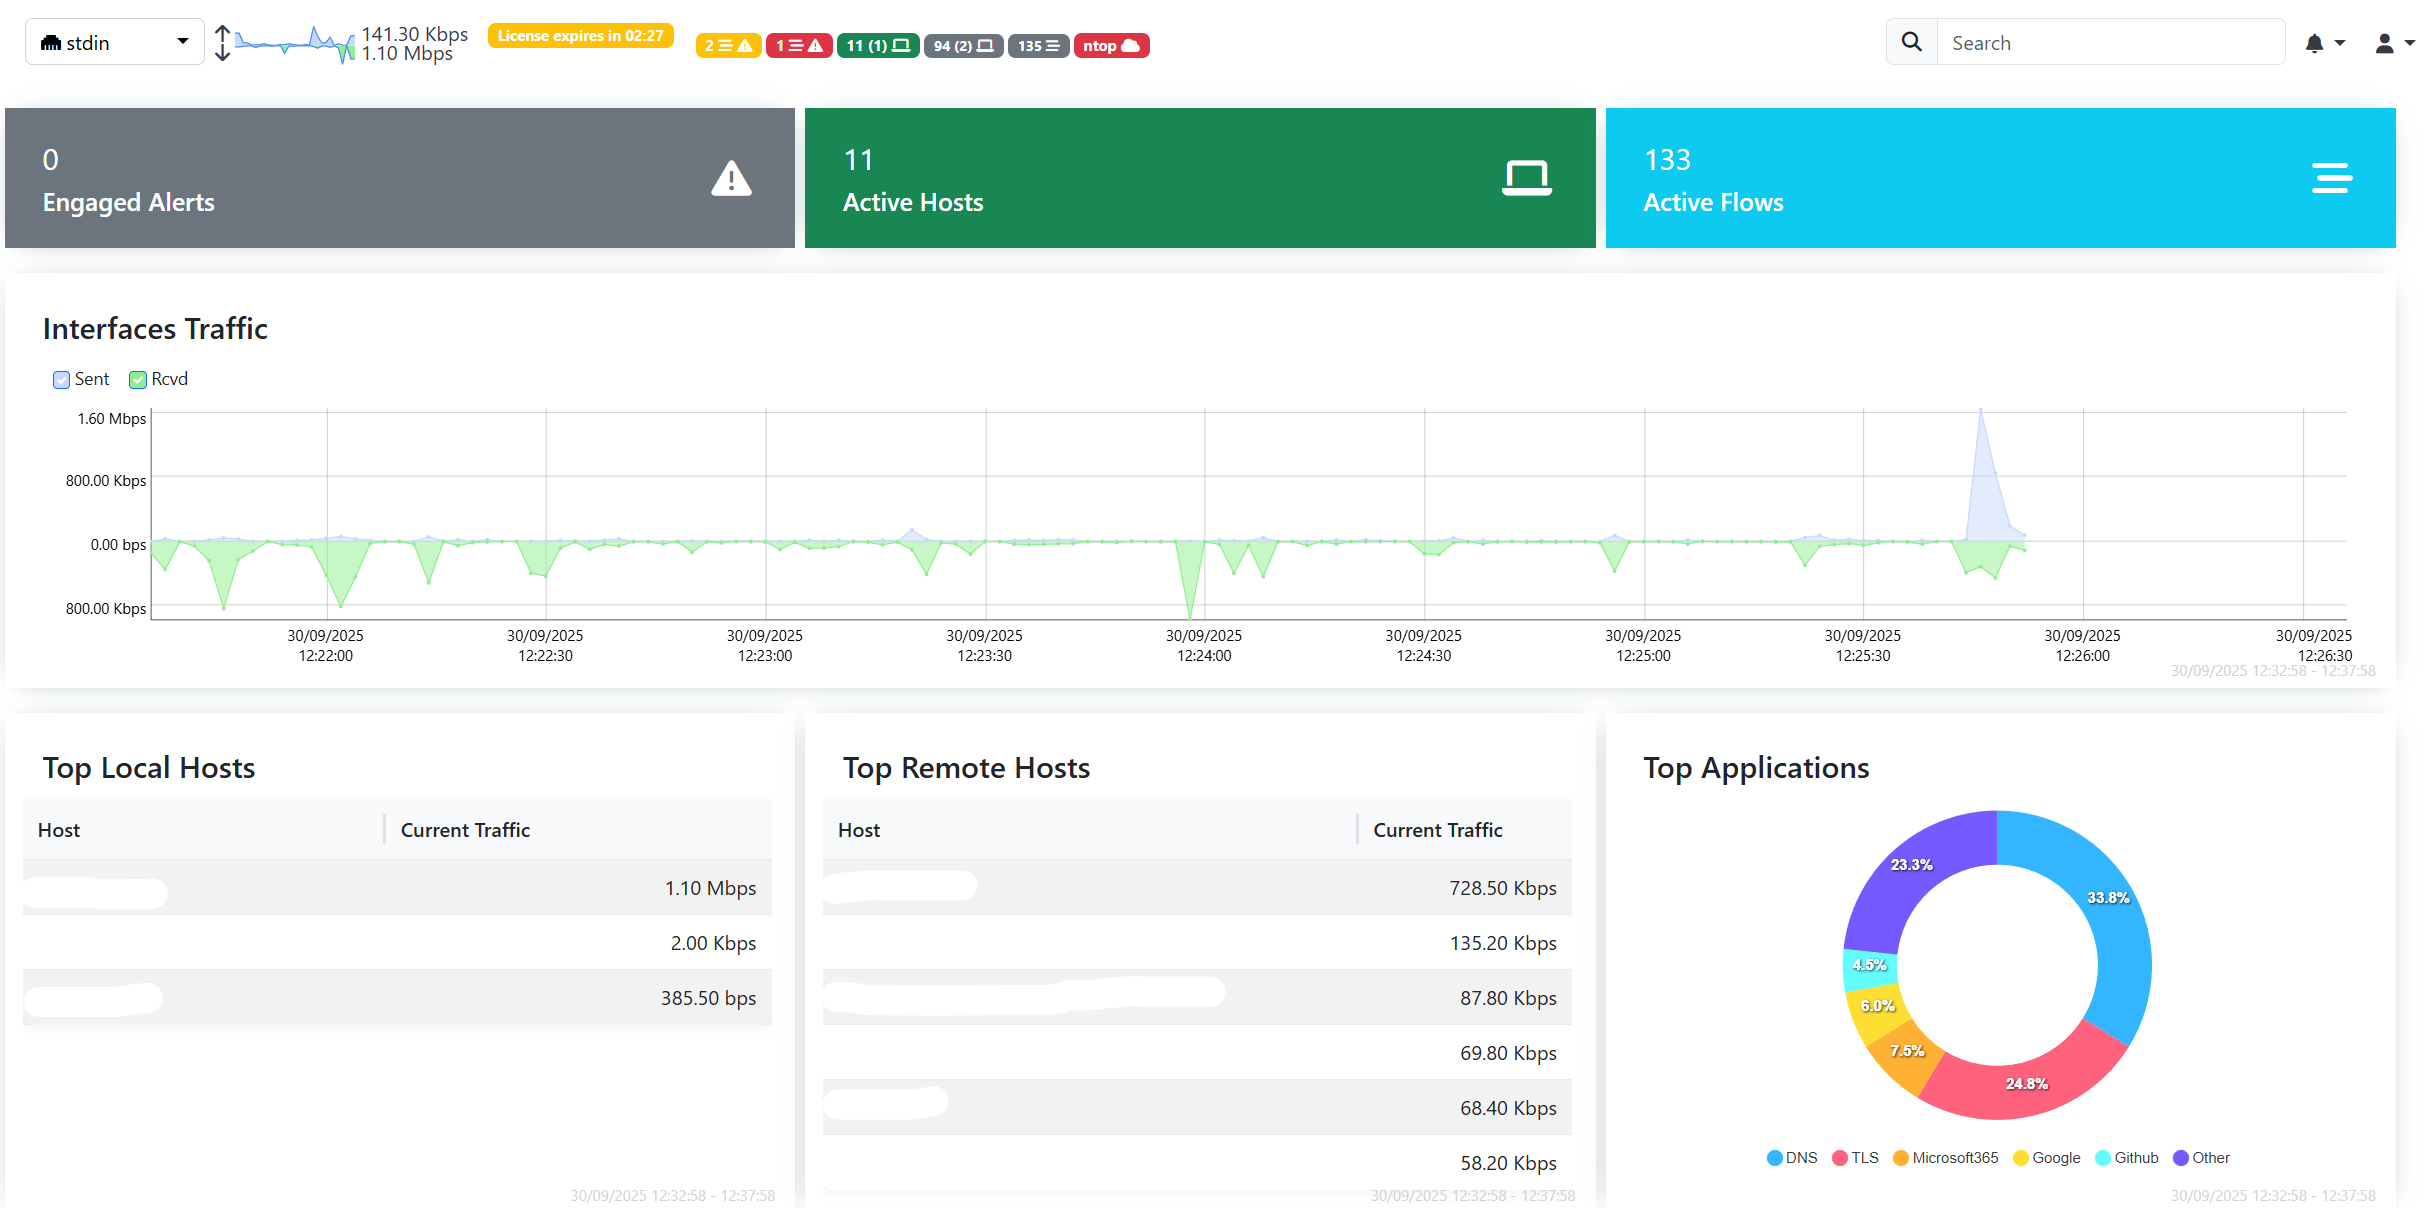 stdin
141.30 Kbps
1.10 Mbps
License expires in 02:27
2
1
11 (1)
94 (2)
135
ntop
Search
0
Engaged Alerts
11
Active Hosts
133
Active Flows
Interfaces Traffic
Sent
Rcvd
1.60 Mbps
800.00 Kbps
0.00 bps
800.00 Kbps
30/09/2025
12:22:00
30/09/2025
12:22:30
30/09/2025
12:23:00
30/09/2025
12:23:30
30/09/2025
12:24:00
30/09/2025
12:24:30
30/09/2025
12:25:00
30/09/2025
12:25:30
30/09/2025
12:26:00
30/09/2025
12:26:30
30/09/2025 12:32:58 - 12:37:58
Top Local Hosts
Host Current Traffic
1.10 Mbps
2.00 Kbps
385.50 bps
30/09/2025 12:32:58 - 12:37:58
Top Remote Hosts
Host Current Traffic
728.50 Kbps
135.20 Kbps
87.80 Kbps
69.80 Kbps
68.40 Kbps
58.20 Kbps
30/09/2025 12:32:58 - 12:37:58
Top Applications
23.3%
33.8%
4.5%
6.0%
7.5%
24.8%
DNS TLS Microsoft365 Google Github Other
30/09/2025 12:32:58 - 12:37:58